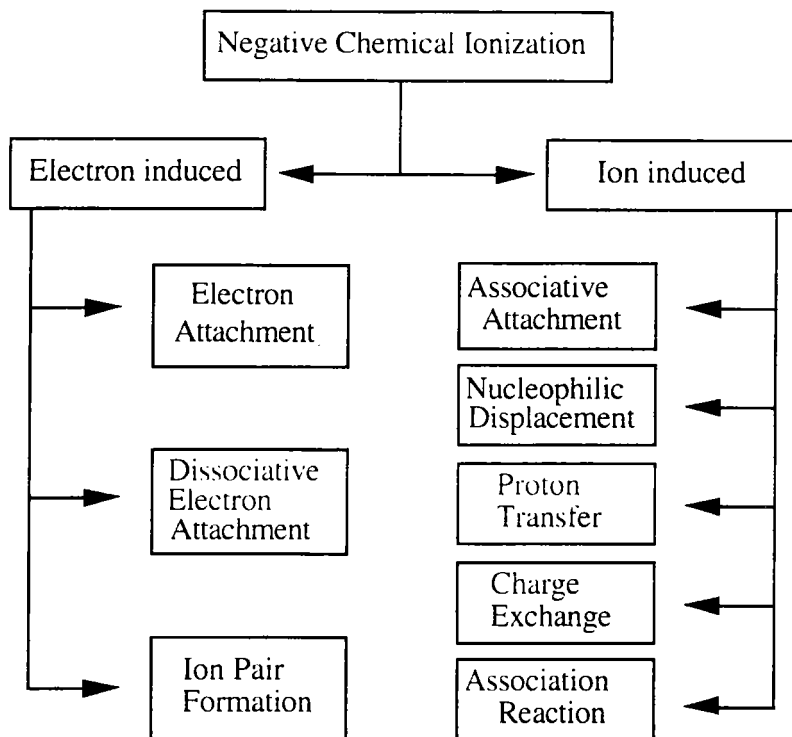 Negative Chemical Ionization
Electron induced
Ion induced
Electron
Attachment
Dissociative
Electron
Attachment
Ion Pair
Formation
Associative
Attachment
Nucleophilic
Displacement
Proton
Transfer
Charge
Exchange
Association
Reaction